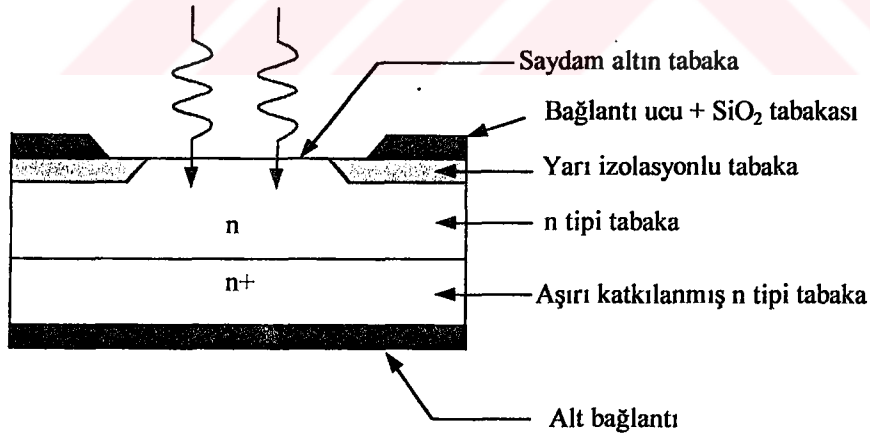 Saydam altın tabaka
Bağlantı ucu + SiO₂ tabakası
Yarı izolasyonlu tabaka
n
n tipi tabaka
n+
Aşırı katkılanmış n tipi tabaka
Alt bağlantı